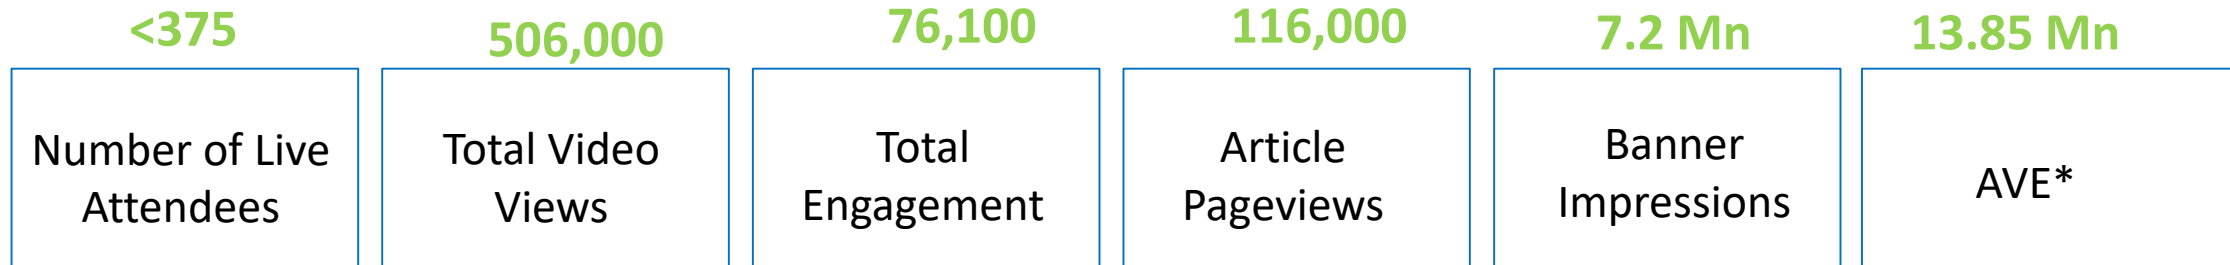 <375
506,000
76,100
116,000
7.2 Mn
13.85 Mn
Number of Live
Attendees
Total Video
Views
Total
Engagement
Article
Pageviews
Banner
Impressions
AVE*